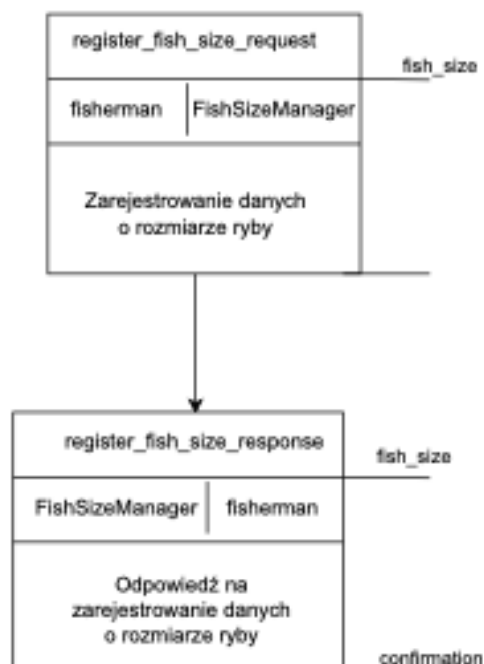 register_fish_size_request
fish_size
fisherman FishSizeManager
Zarejestrowanie danych
o rozmiarze ryby
register_fish_size_response
fish_size
FishSizeManager fisherman
Odpowiedź na
zarejestrowanie danych
o rozmiarze ryby
confirmation